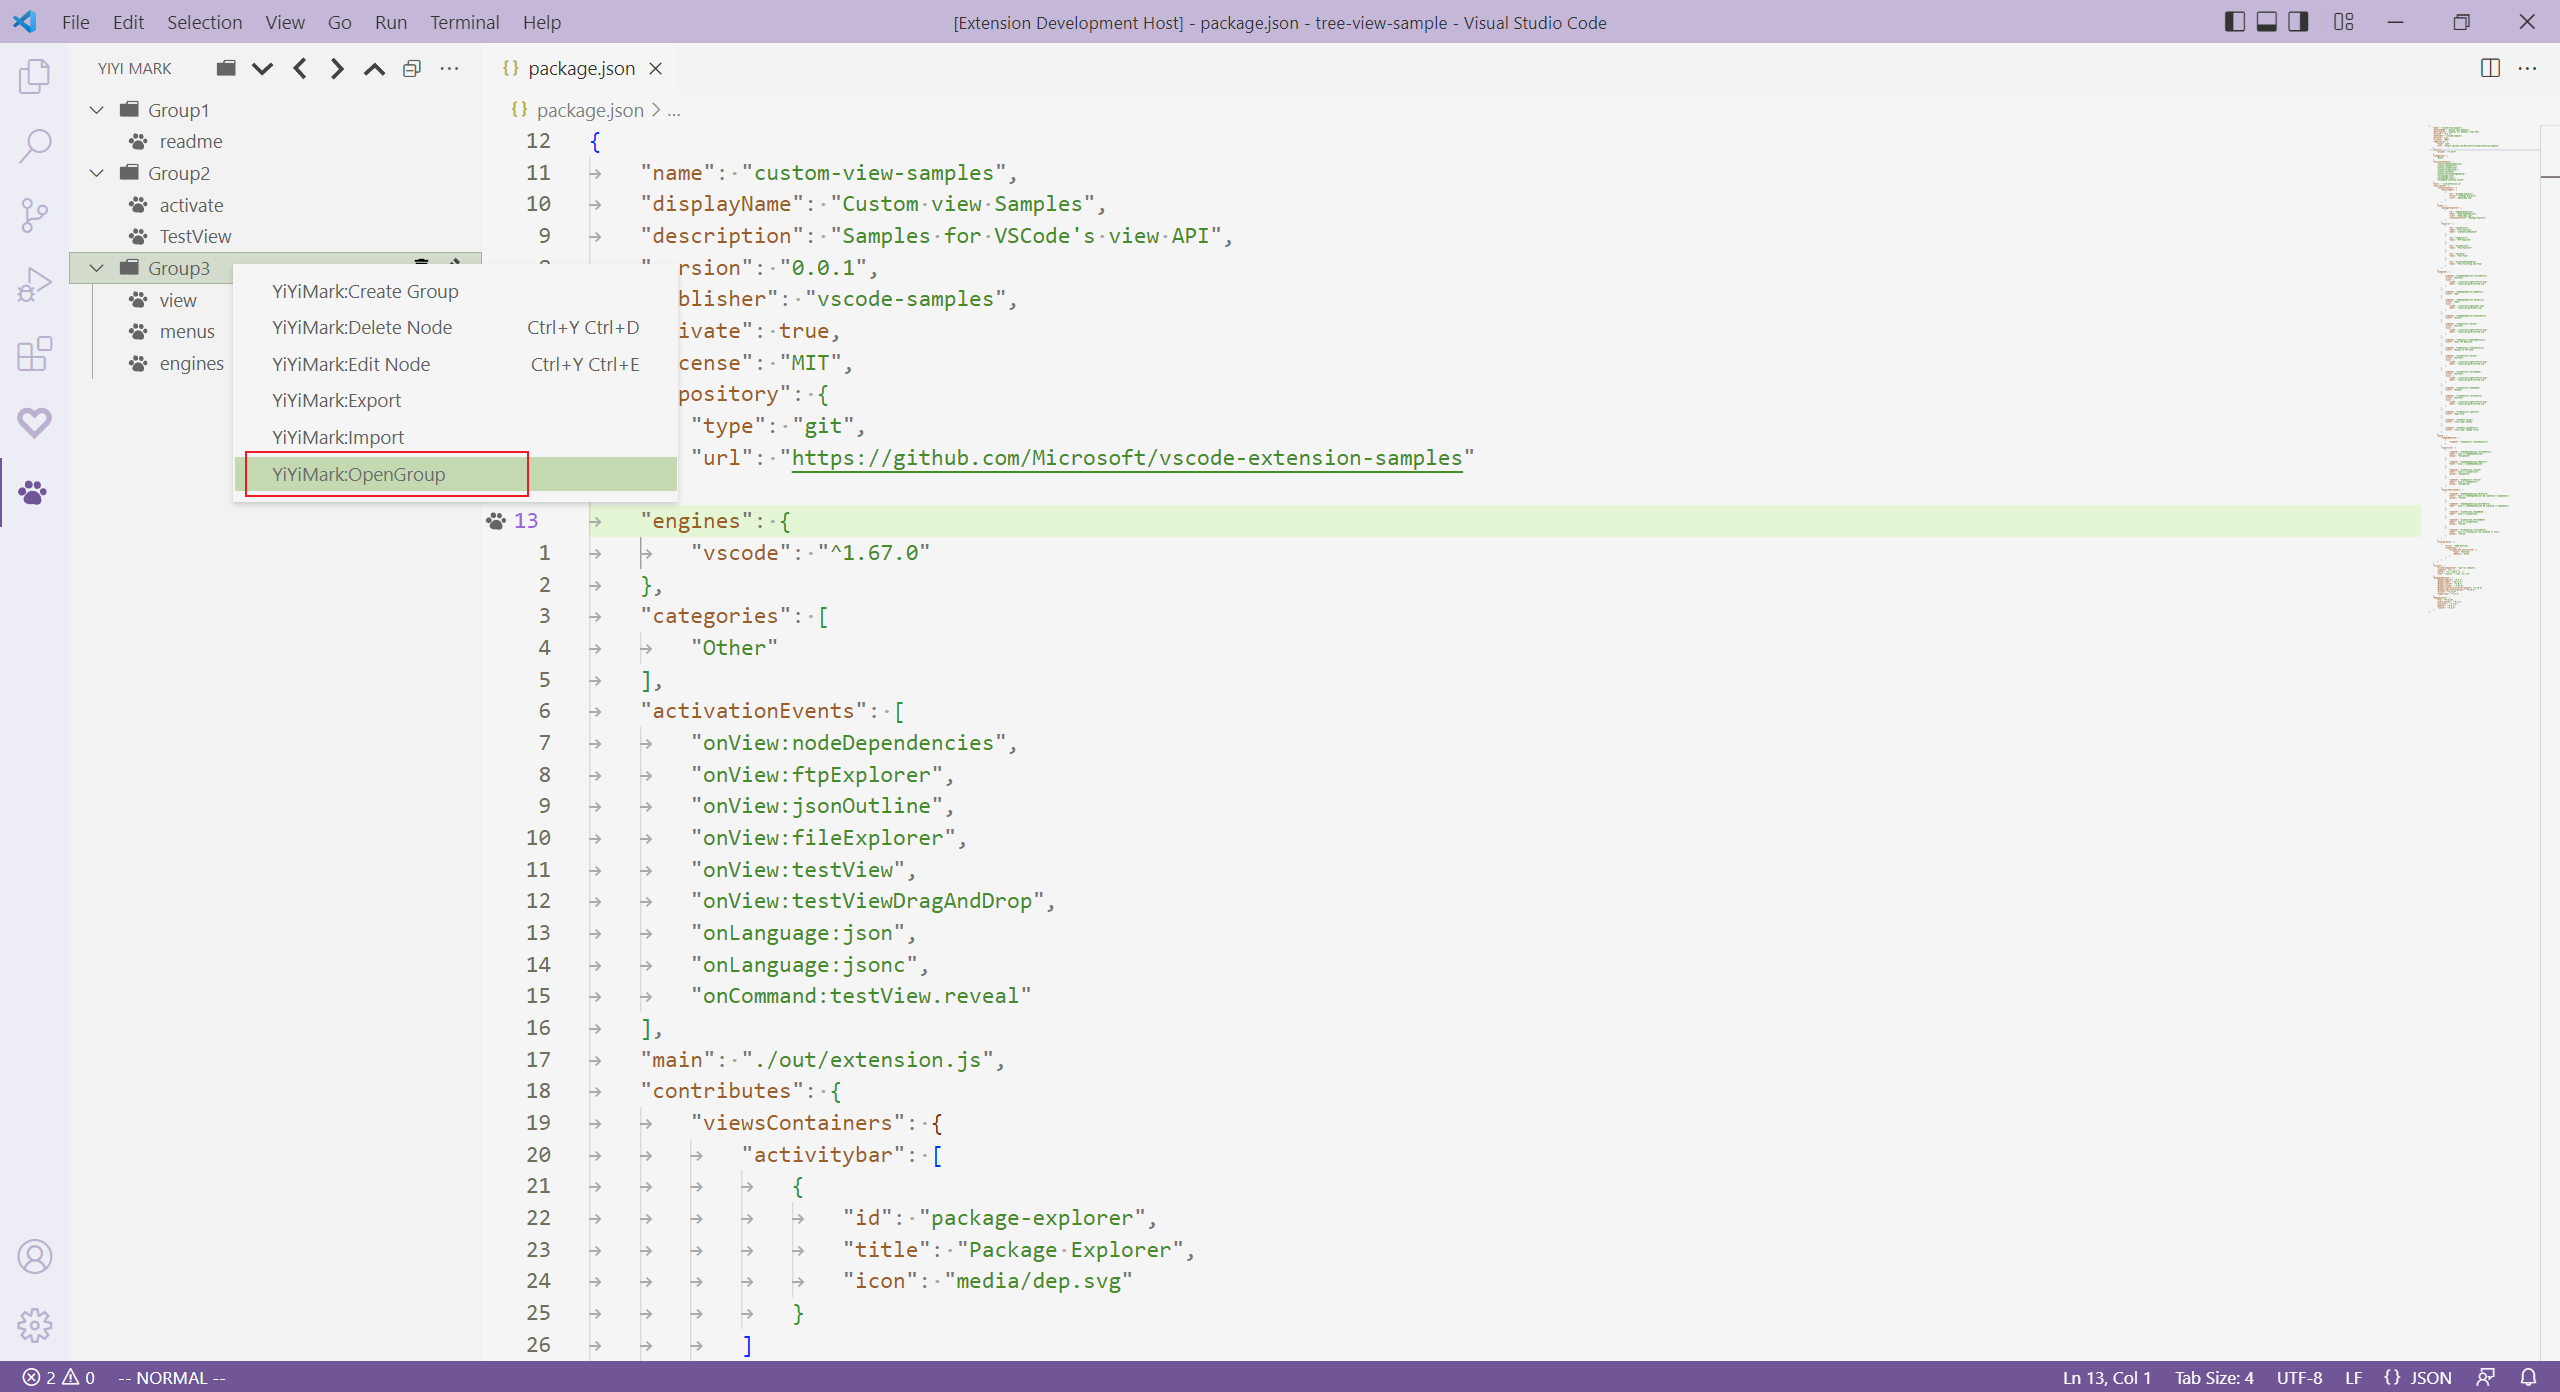 File Edit Selection View Go Run Terminal Help
[Extension Development Host] - package.json - tree-view-sample - Visual Studio Code
YIYI MARK
Group1
readme
Group2
activate
TestView
Group3
view
menus
engines
YiYiMark:Create Group
YiYiMark:Delete Node Ctrl+Y Ctrl+D
YiYiMark:Edit Node Ctrl+Y Ctrl+E
YiYiMark:Export
YiYiMark:Import
YiYiMark:OpenGroup
{} package.json
{} package.json > ...
12 {
11 "name": "custom-view-samples",
10 "displayName": "Custom view Samples",
9 "description": "Samples for VSCode's view API",
rsion": "0.0.1",
blisher": "vscode-samples",
ivate": true,
cense": "MIT",
pository": {
"type": "git",
"url": "https://github.com/Microsoft/vscode-extension-samples"
13 "engines": {
1 "vscode": "^1.67.0"
2 },
3 "categories": [
4 "Other"
5 ],
6 "activationEvents": [
7 "onView:nodeDependencies",
8 "onView:ftpExplorer",
9 "onView:jsonOutline",
10 "onView:fileExplorer",
11 "onView:testView",
12 "onView:testViewDragAndDrop",
13 "onLanguage:json",
14 "onLanguage:jsonc",
15 "onCommand:testView.reveal"
16 ],
17 "main": "./out/extension.js",
18 "contributes": {
19 "viewsContainers": {
20 "activitybar": [
21 {
22 "id": "package-explorer",
23 "title": "Package Explorer",
24 "icon": "media/dep.svg"
25 }
26 ]
2 0 -- NORMAL --
Ln 13, Col 1 Tab Size: 4 UTF-8 LF {} JSON